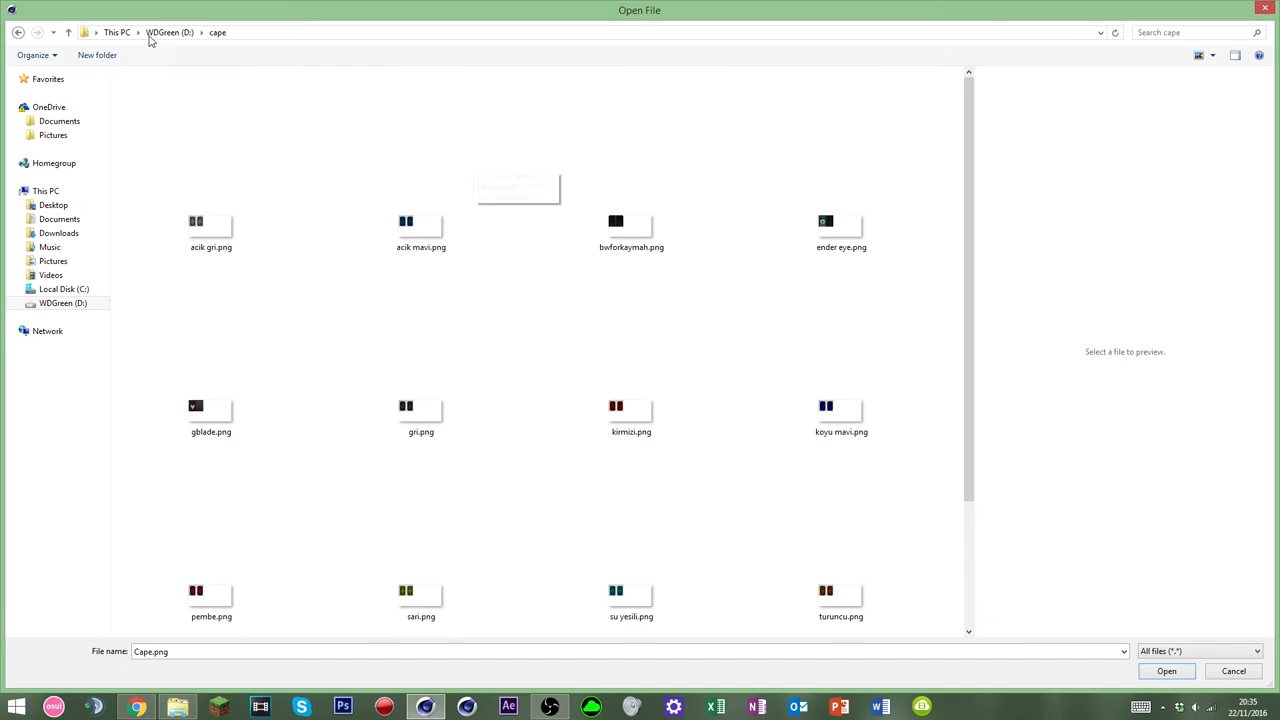 Open File
This PC WDGreen (D:) cape
Search cape
Organize New folder
Favorites
OneDrive
Documents
Pictures
Homegroup
This PC
Desktop
Documents
Downloads
Music
Pictures
Videos
Local Disk (C:)
WDGreen (D:)
Network
acik gri.png acik mavi.png bwforkaymah.png ender eye.png
gblade.png gri.png kirmizi.png koyu mavi.png
pembe.png sari.png su yesili.png turuncu.png
Select a file to preview.
File name: Cape.png All files (*.*)
Open Cancel
osu!
Ps
Ae
20:35
22/11/2016